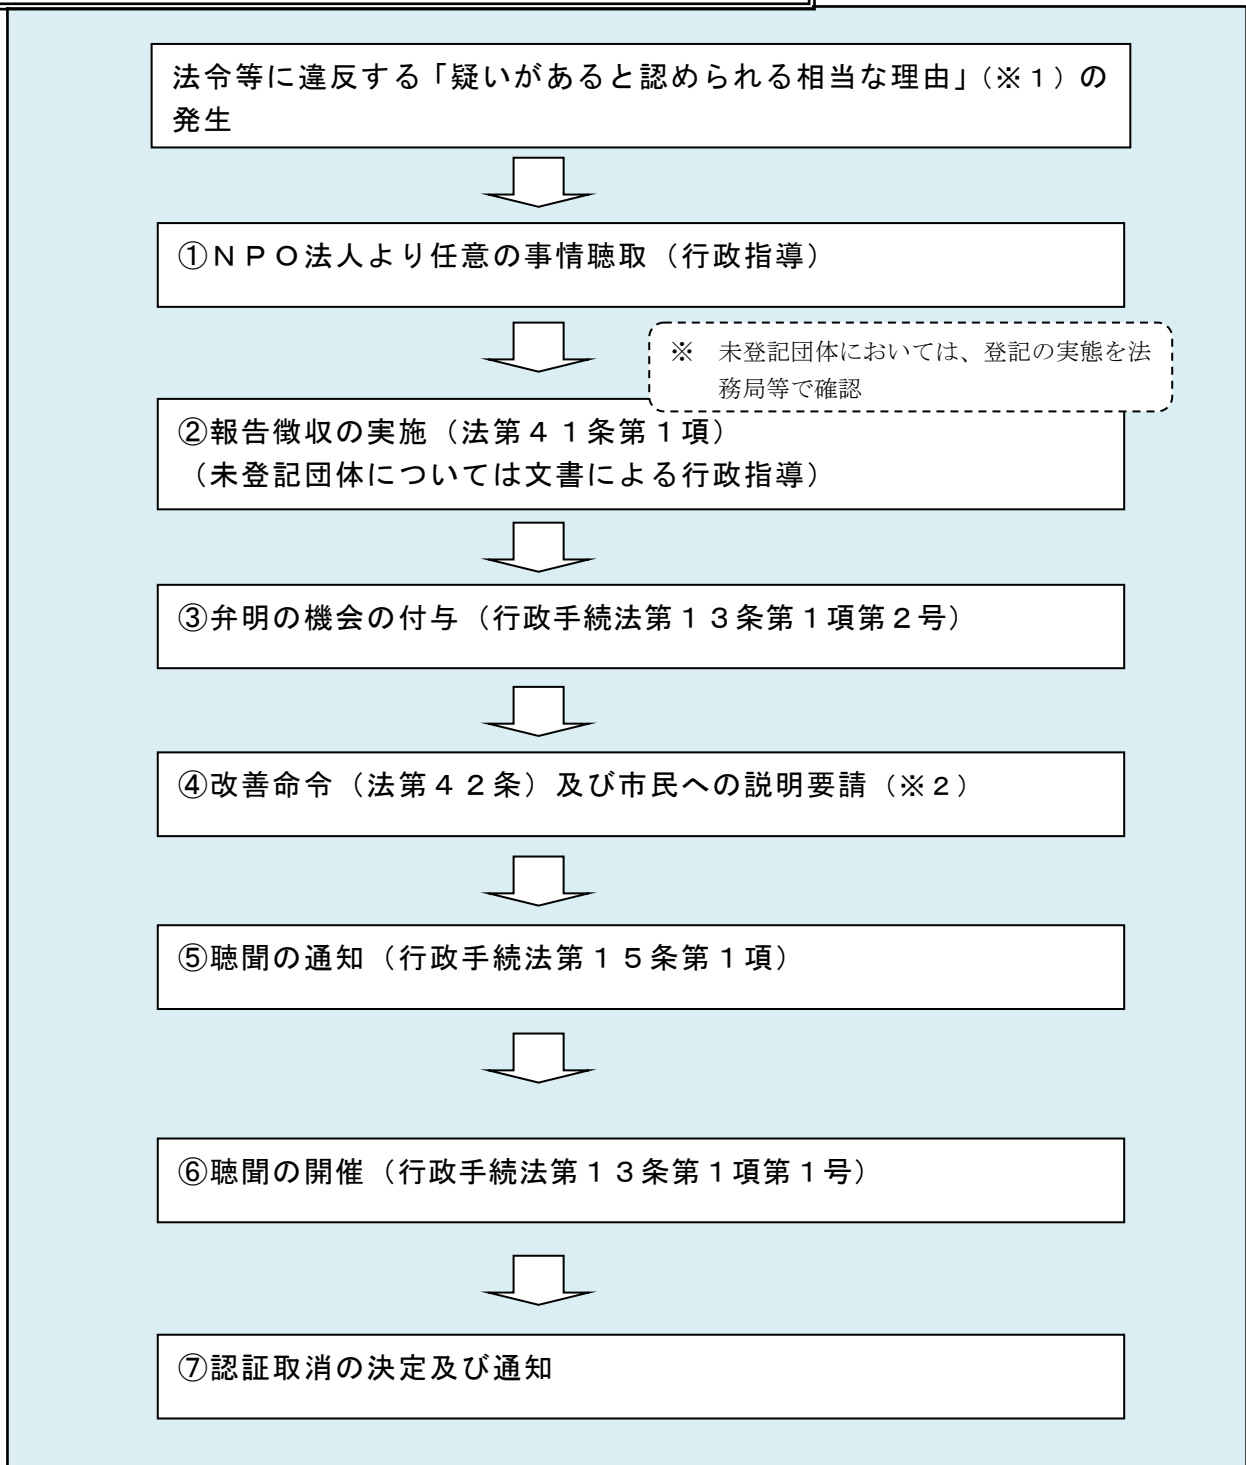 法令等に違反する「疑いがあると認められる相当な理由」（※１）の
発生
①ＮＰＯ法人より任意の事情聴取（行政指導）
※　未登記団体においては、登記の実態を法
務局等で確認
②報告徴収の実施（法第４１条第１項）
（未登記団体については文書による行政指導）
③弁明の機会の付与（行政手続法第１３条第１項第２号）
④改善命令（法第４２条）及び市民への説明要請（※２）
⑤聴聞の通知（行政手続法第１５条第１項）
⑥聴聞の開催（行政手続法第１３条第１項第１号）
⑦認証取消の決定及び通知